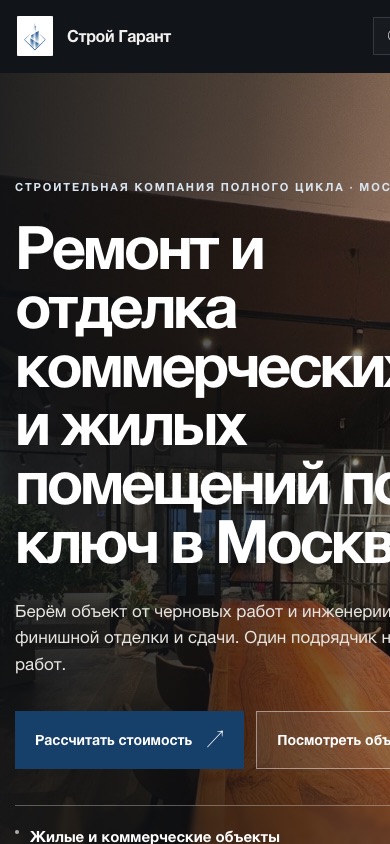 Строй Гарант
СТРОИТЕЛЬНАЯ КОМПАНИЯ ПОЛНОГО ЦИКЛА · МОС
Ремонт и
отделка
коммерческих
и жилых
помещений по
ключ в Москв
Берём объект от черновых работ и инженерии
финишной отделки и сдачи. Один подрядчик н
работ.
Рассчитать стоимость
Посмотреть объ
Жилые и коммерческие объекты